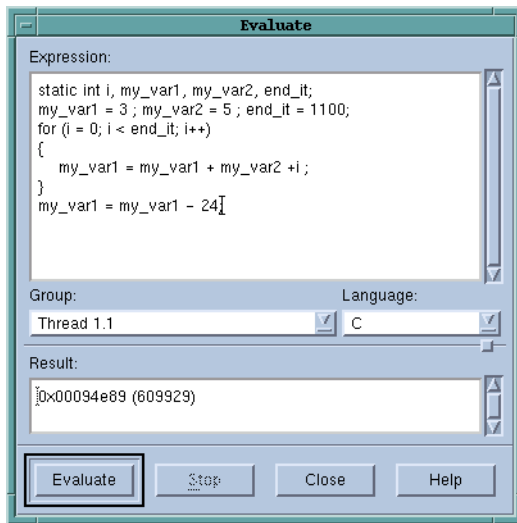 Evaluate
Expression:
static int i, my_var1, my_var2, end_it;
my_var1 = 3 ; my_var2 = 5 ; end_it = 1100;
for (i = 0; i < end_it; i++)
{
my_var1 = my_var1 + my_var2 +i ;
}
my_var1 = my_var1 - 24;
Group:
Language:
Thread 1.1
C
Result:
0x00094e89 (609929)
Evaluate
Stop
Close
Help